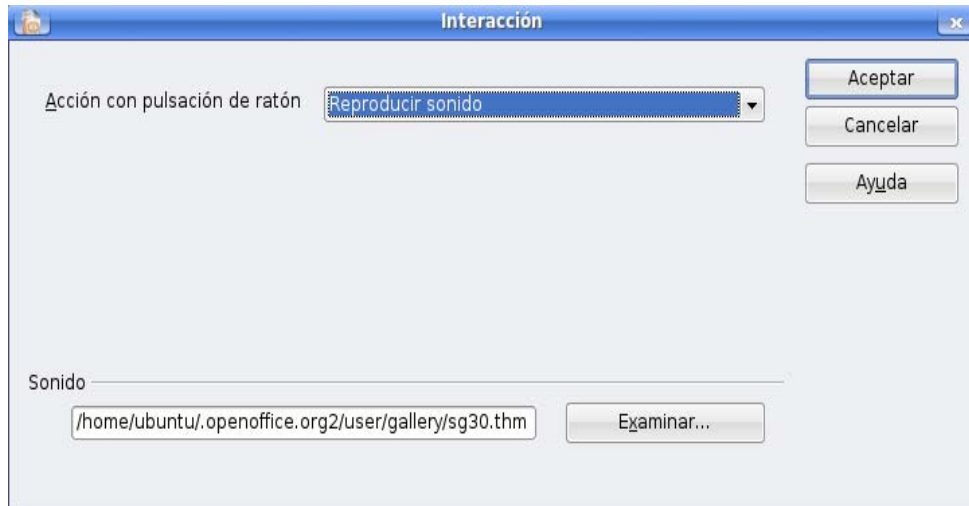 Interacción
Acción con pulsación de ratón
Reproducir sonido
Aceptar
Cancelar
Ayuda
Sonido
/home/ubuntu/.openoffice.org2/user/gallery/sg30.thm
Examinar...